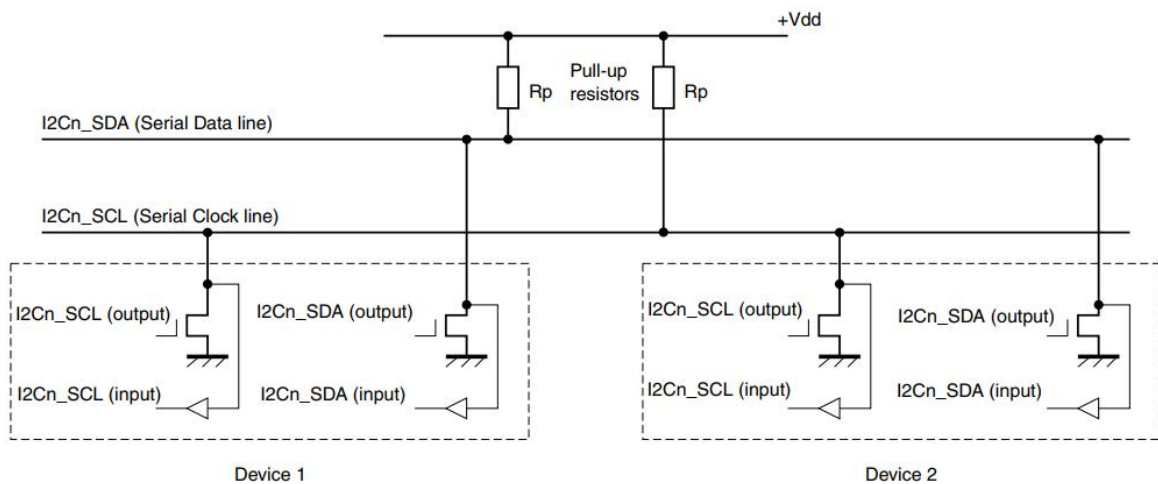 +Vdd
Pull-up
resistors
Rp
Rp
I2Cn_SDA (Serial Data line)
I2Cn_SCL (Serial Clock line)
I2Cn_SCL (output)
I2Cn_SDA (output)
I2Cn_SCL (input)
I2Cn_SDA (input)
I2Cn_SCL (output)
I2Cn_SDA (output)
I2Cn_SCL (input)
I2Cn_SDA (input)
Device 1
Device 2